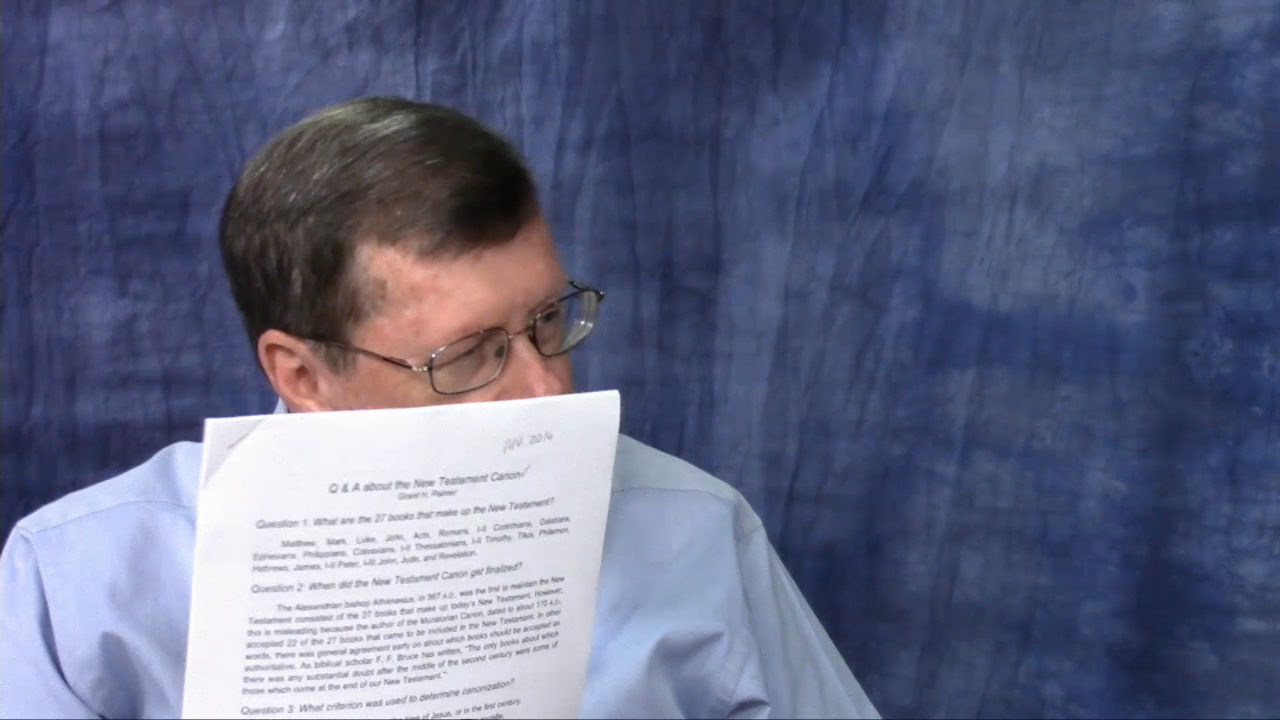 Q & A about the New Testament Canon
Grant H. Palmer
Question 1. What are the 27 books that make up the New Testament?
Matthew, Mark, Luke, John, Acts, Romans, I-II Corinthians, Galatians,
Ephesians, Philippians, Colossians, I-II Thessalonians, I-II Timothy, Titus, Philemon,
Hebrews, James, I-II Peter, I-III John, Jude, and Revelation.
Question 2: When did the New Testament Canon get finalized?
The Alexandrian bishop Athanasius, in 367 A.D., was the first to maintain the New
Testament consisted of the 27 books that make up today's New Testament. However,
this is misleading because the author of the Muratorian Canon, dated to about 170 A.D.,
accepted 22 of the 27 books that came to be included in the New Testament. In other
words, there was general agreement early on about which books should be accepted as
authoritative. As biblical scholar F. F. Bruce has written, "The only books about which
there was any substantial doubt after the middle of the second century were some of
those which come at the end of our New Testament."
Question 3: What criterion was used to determine canonization?
time of Jesus, or in the first century.